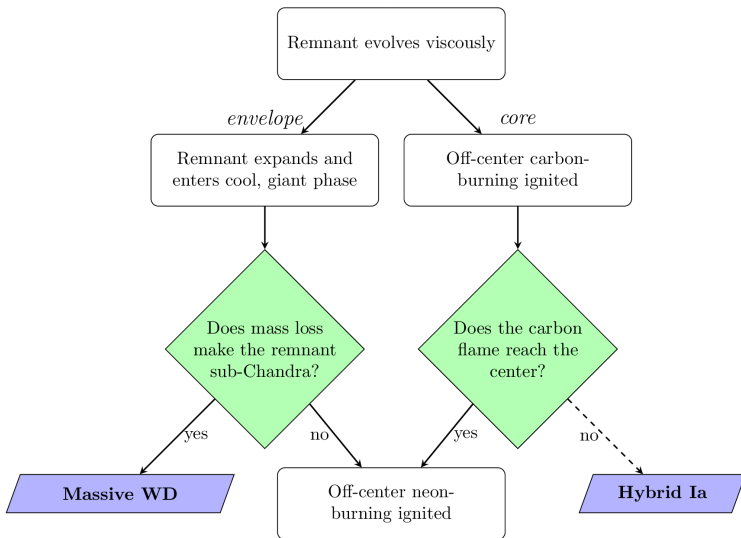 Remnant evolves viscously
envelope
core
Remnant expands and
enters cool, giant phase
Off-center carbon-
burning ignited
Does mass loss
make the remnant
sub-Chandra?
Does the carbon
flame reach the
center?
yes
no
yes
no
Massive WD
Off-center neon-
burning ignited
Hybrid Ia